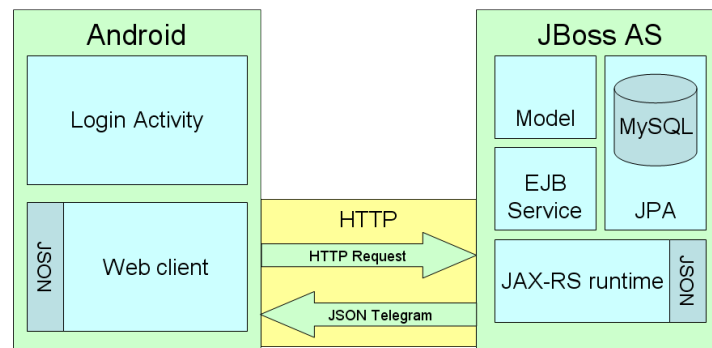 Android
Login Activity
JSON
Web client
HTTP
HTTP Request
JSON Telegram
JBoss AS
Model
MySQL
EJB
Service
JPA
JAX-RS runtime
JSON